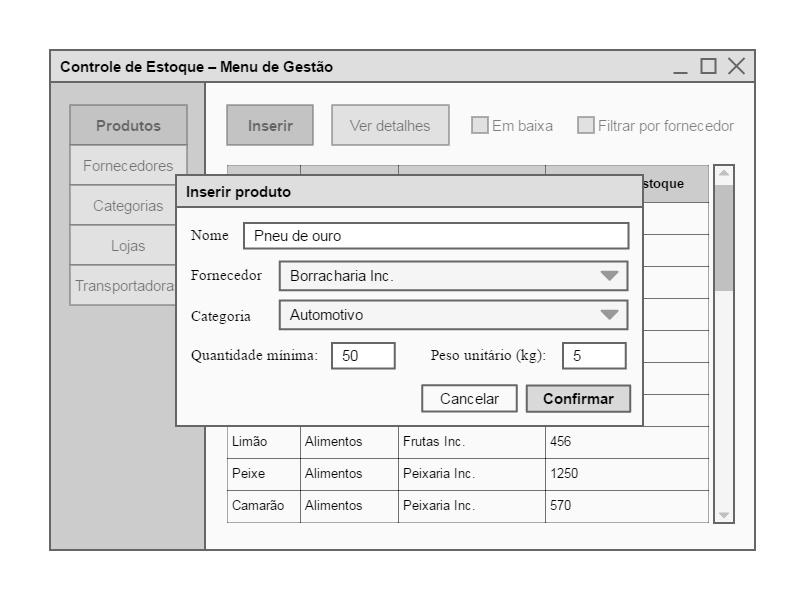 Controle de Estoque – Menu de Gestão
Produtos
Fornecedores
Categorias
Lojas
Transportadora
Inserir
Ver detalhes
Em baixa
Filtrar por fornecedor
Inserir produto
Nome Pneu de ouro
Fornecedor Borracharia Inc.
Categoria Automotivo
Quantidade mínima: 50 Peso unitário (kg): 5
Cancelar Confirmar
Limão Alimentos Frutas Inc. 456
Peixe Alimentos Peixaria Inc. 1250
Camarão Alimentos Peixaria Inc. 570